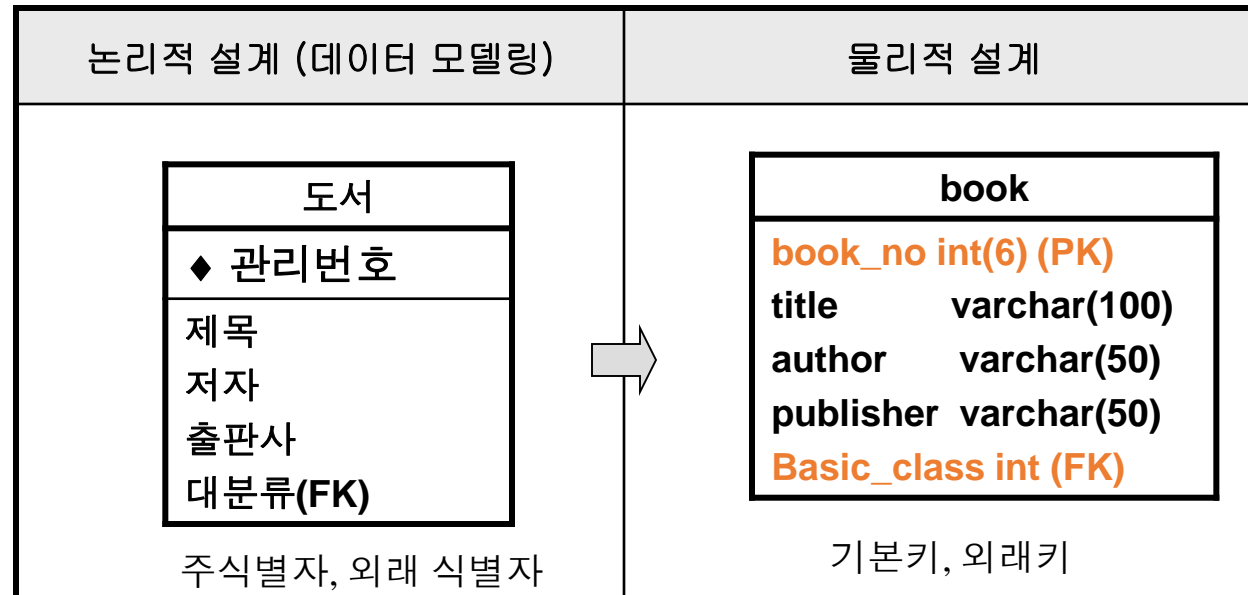 논리적 설계 (데이터 모델링)
물리적 설계
도서
♦ 관리번호
제목
저자
출판사
대분류(FK)
주식별자, 외래 식별자
book
book_no int(6) (PK)
title varchar(100)
author varchar(50)
publisher varchar(50)
Basic_class int (FK)
기본키, 외래키